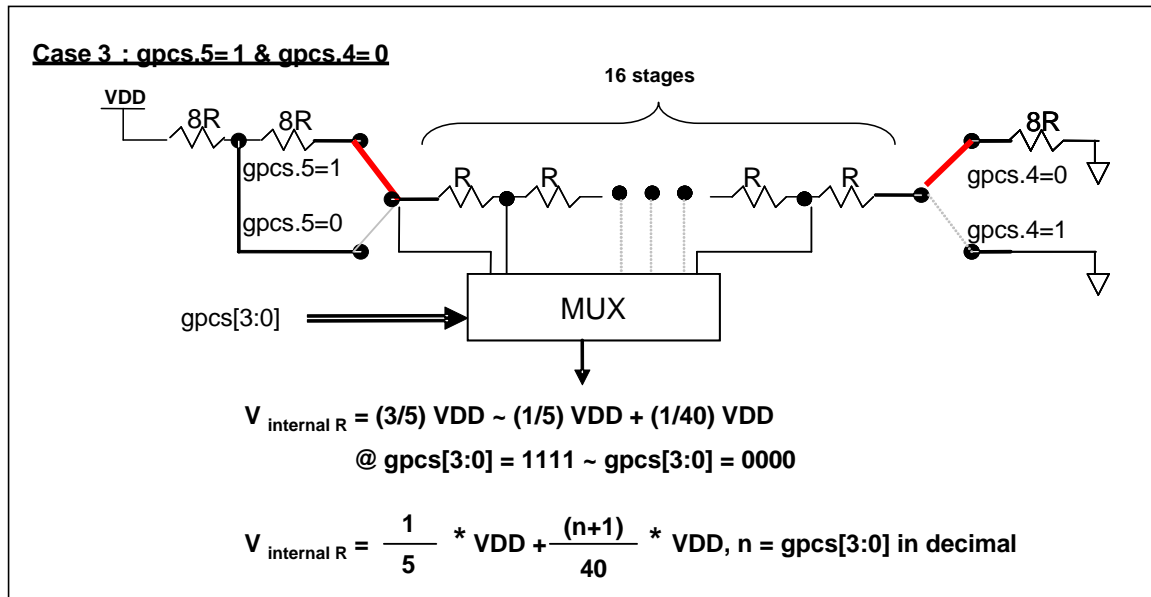 Case 3 : gpcs.5= 1 & gpcs.4= 0
16 stages
VDD
8R
8R
8R
gpcs.5=1
gpcs.4=0
R
R
R
R
gpcs.5=0
gpcs.4=1
MUX
gpcs[3:0]
V internal R = (3/5) VDD ~ (1/5) VDD + (1/40) VDD
@ gpcs[3:0] = 1111 ~ gpcs[3:0] = 0000
V internal R = 1/5 * VDD + (n+1)/40 * VDD, n = gpcs[3:0] in decimal